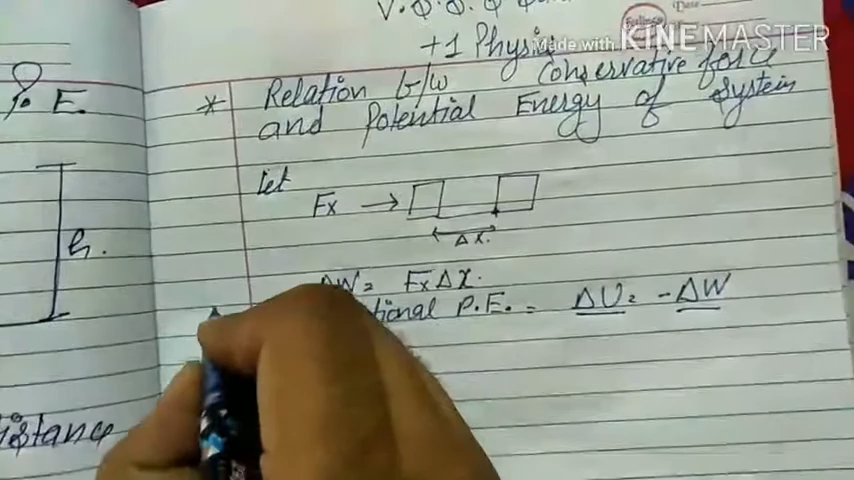 +1 Physics
Made with KINEMASTER
Date
* Relation b/w Conservative force
and Potential Energy of System
let
Fx →
Δx
ΔW = FxΔx.
P.E. = ΔU = -ΔW
P.E
h.